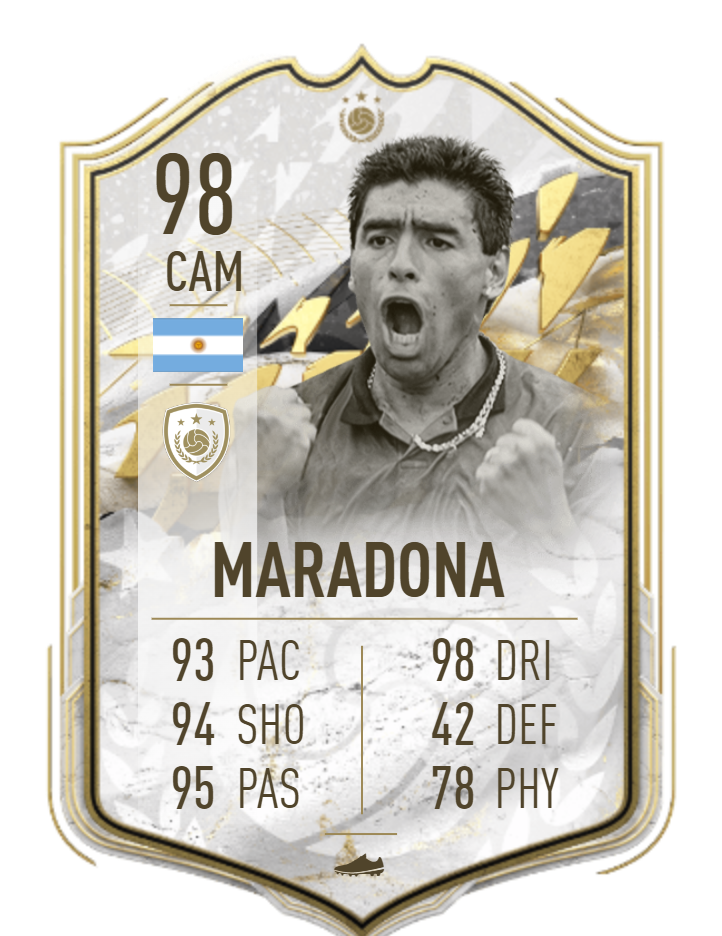 98
CAM
MARADONA
93 PAC 98 DRI
94 SHO 42 DEF
95 PAS 78 PHY